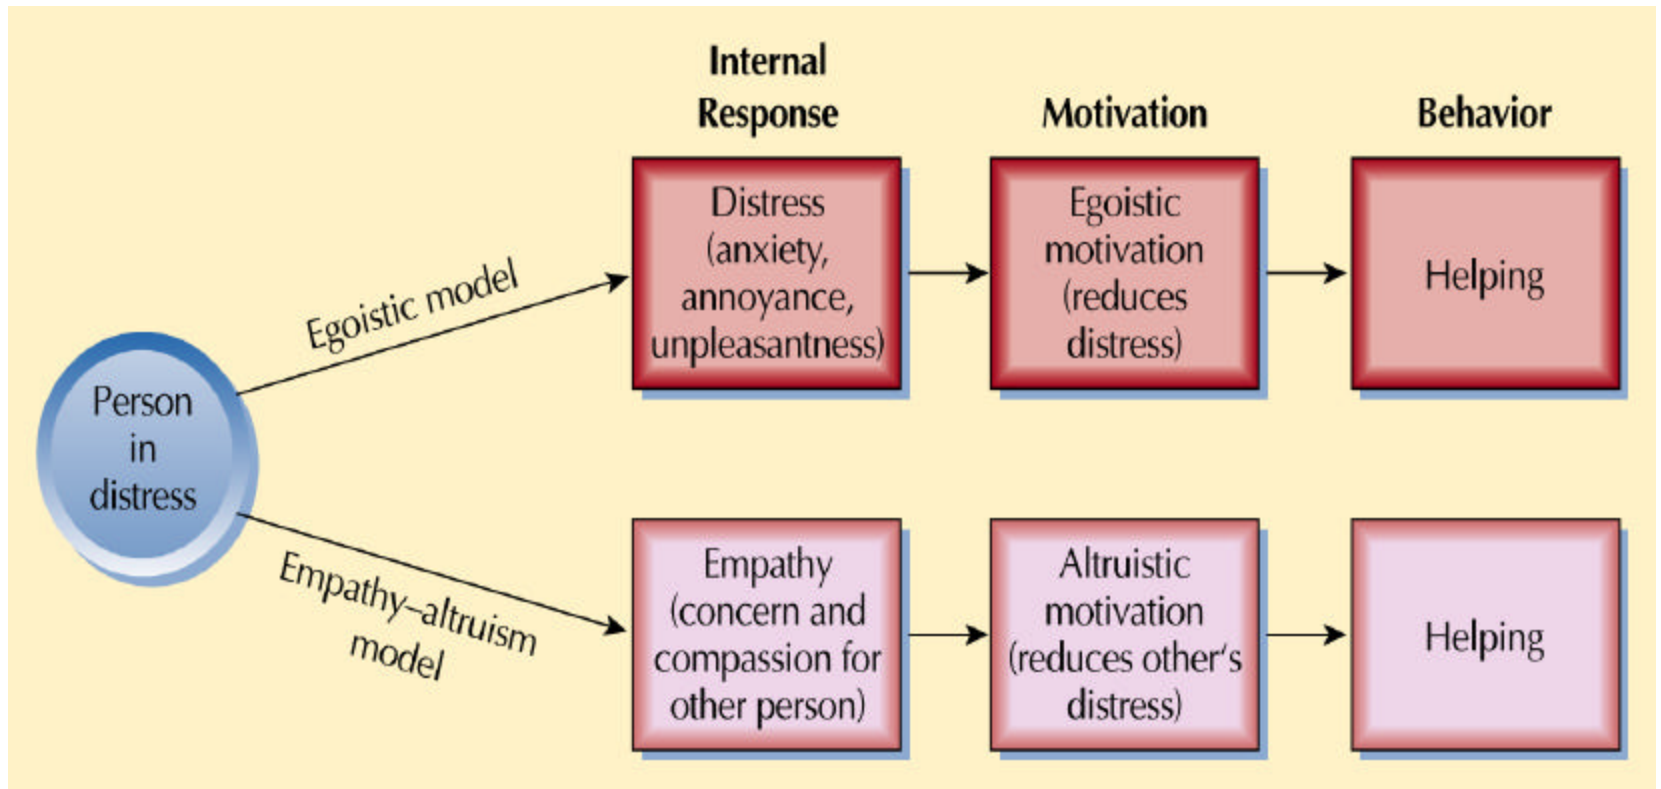 Internal
Response
Motivation
Behavior
Distress
(anxiety,
annoyance,
unpleasantness)
Egoistic
motivation
(reduces
distress)
Helping
Egoistic model
Person
in
distress
Empathy–altruism
model
Empathy
(concern and
compassion for
other person)
Altruistic
motivation
(reduces other‘s
distress)
Helping